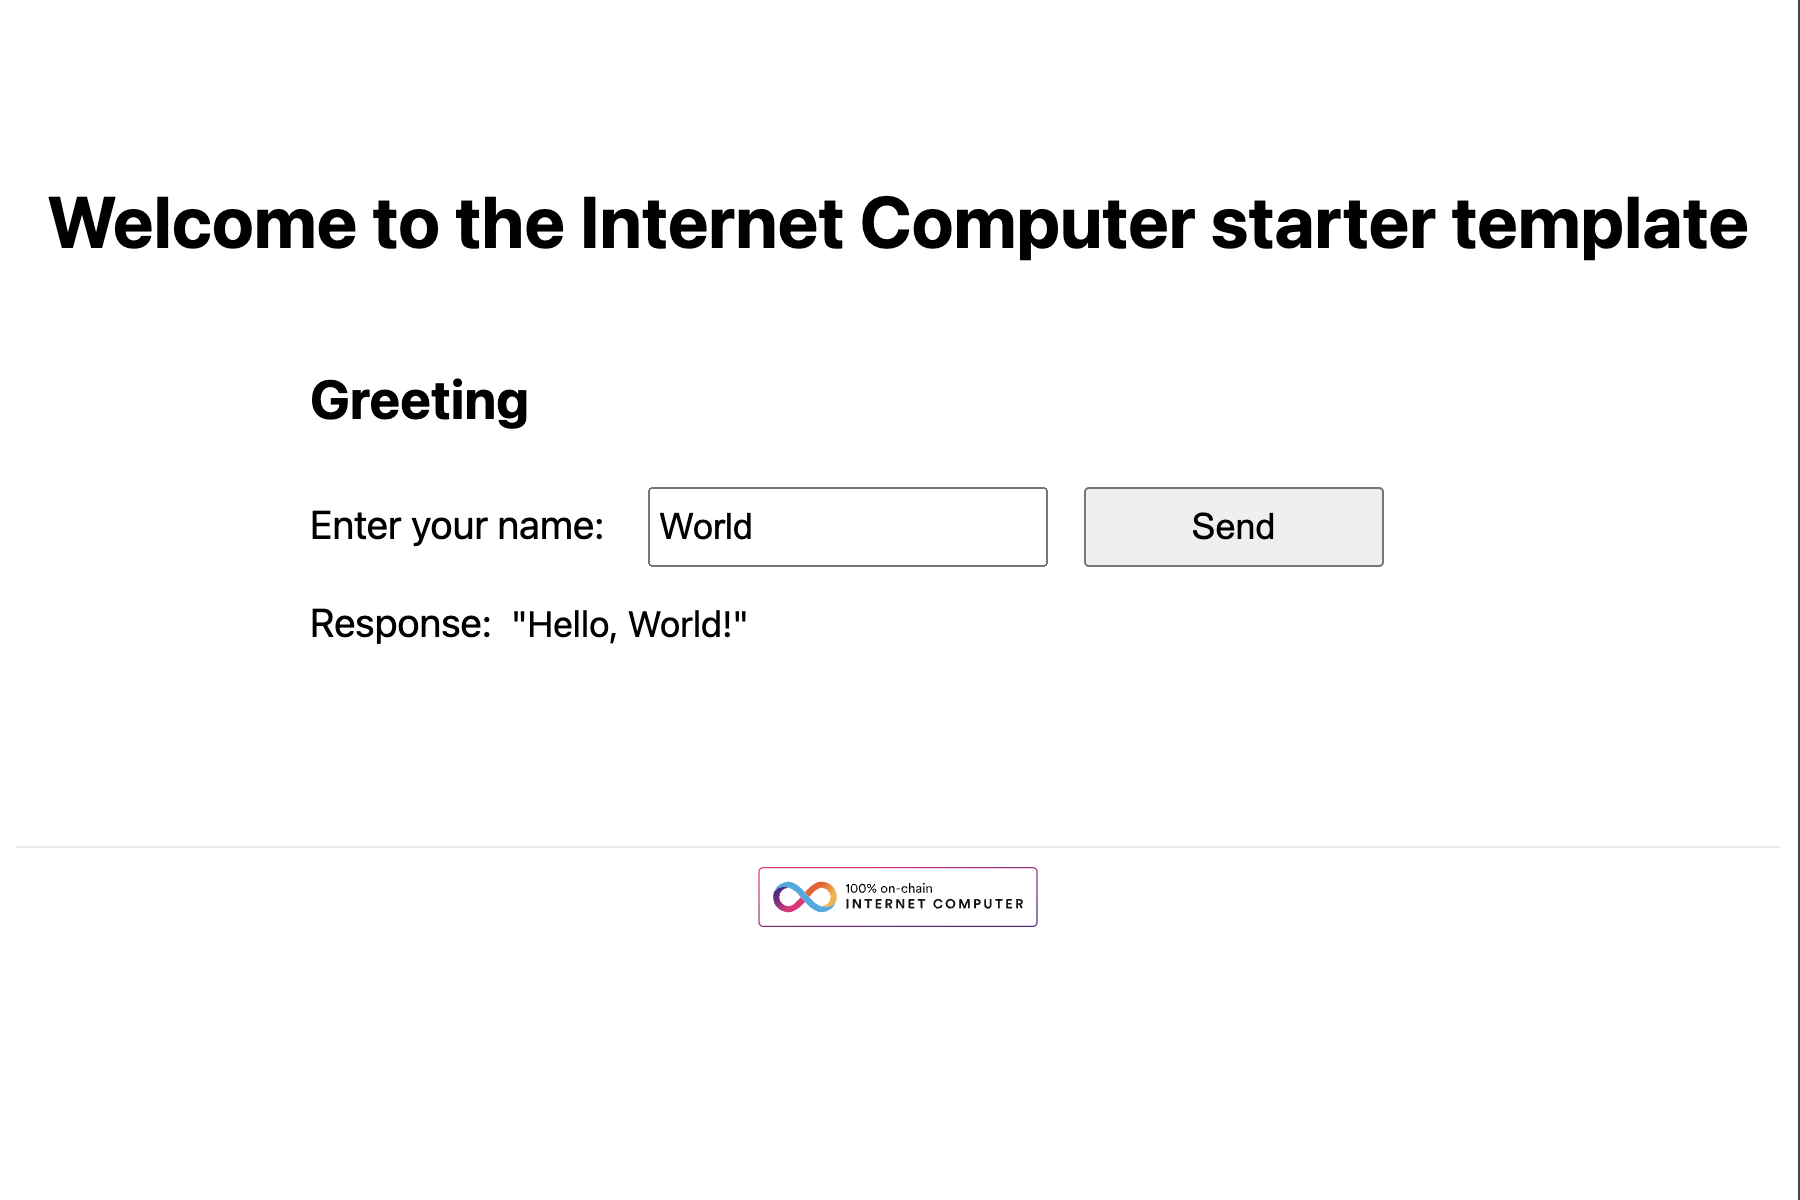 Welcome to the Internet Computer starter template
Greeting
Enter your name: World Send
Response: "Hello, World!"
100% on-chain
INTERNET COMPUTER